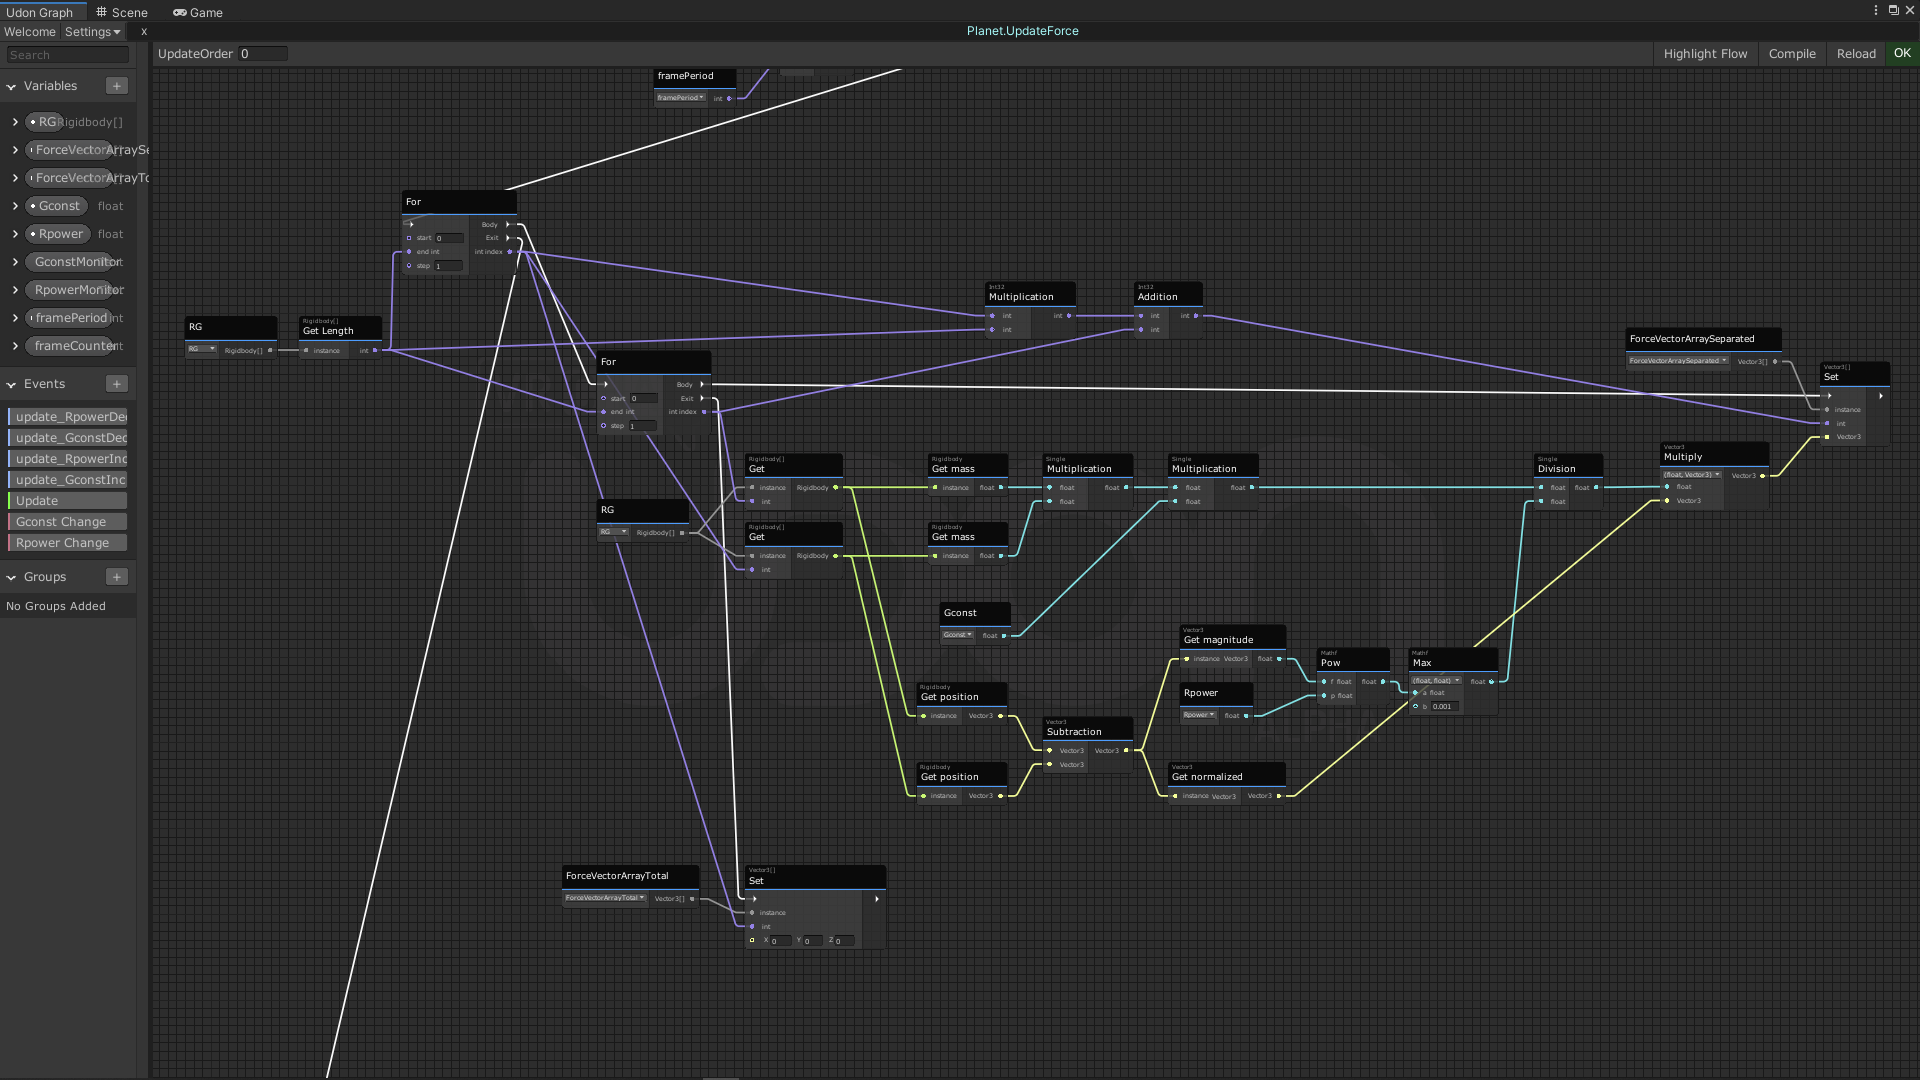 Udon Graph
Scene
Game
Welcome
Settings
x
Planet.UpdateForce
Search
UpdateOrder 0
Highlight Flow
Compile
Reload
OK
Variables
+
RG Rigidbody[]
ForceVectorArraySe
ForceVectorArrayTo
Gconst float
Rpower float
GconstMonitor
RpowerMonitor
framePeriod int
frameCounter
Events
+
update_RpowerDec
update_GconstDec
update_RpowerInc
update_GconstInc
Update
Gconst Change
Rpower Change
Groups
+
No Groups Added
framePeriod
framePeriod int
For
Body
start 0 Exit
end int int index
step 1
RG
RG Rigidbody[]
Rigidbody[]
Get Length
instance int
For
Body
start 0 Exit
end int int index
step 1
Int32
Multiplication
int int
int
Int32
Addition
int int
int
ForceVectorArraySeparated
ForceVectorArraySeparated Vector3[]
Vector3[]
Set
instance
int
Vector3
RG
RG Rigidbody[]
Rigidbody[]
Get
instance Rigidbody
int
Rigidbody[]
Get
instance Rigidbody
int
Rigidbody
Get mass
instance float
Rigidbody
Get mass
instance float
Single
Multiplication
float float
float
Single
Multiplication
float float
float
Single
Division
float float
float
Vector3
Multiply
(float, Vector3) Vector3
float
Vector3
Gconst
Gconst float
Rigidbody
Get position
instance Vector3
Rigidbody
Get position
instance Vector3
Vector3
Subtraction
Vector3 Vector3
Vector3
Vector3
Get magnitude
instance Vector3 float
Rpower
Rpower float
Vector3
Get normalized
instance Vector3 Vector3
Mathf
Pow
f float float
p float
Mathf
Max
(float, float) float
a float
b 0.001
ForceVectorArrayTotal
ForceVectorArrayTotal Vector3[]
Vector3[]
Set
instance
int
X 0 Y 0 Z 0